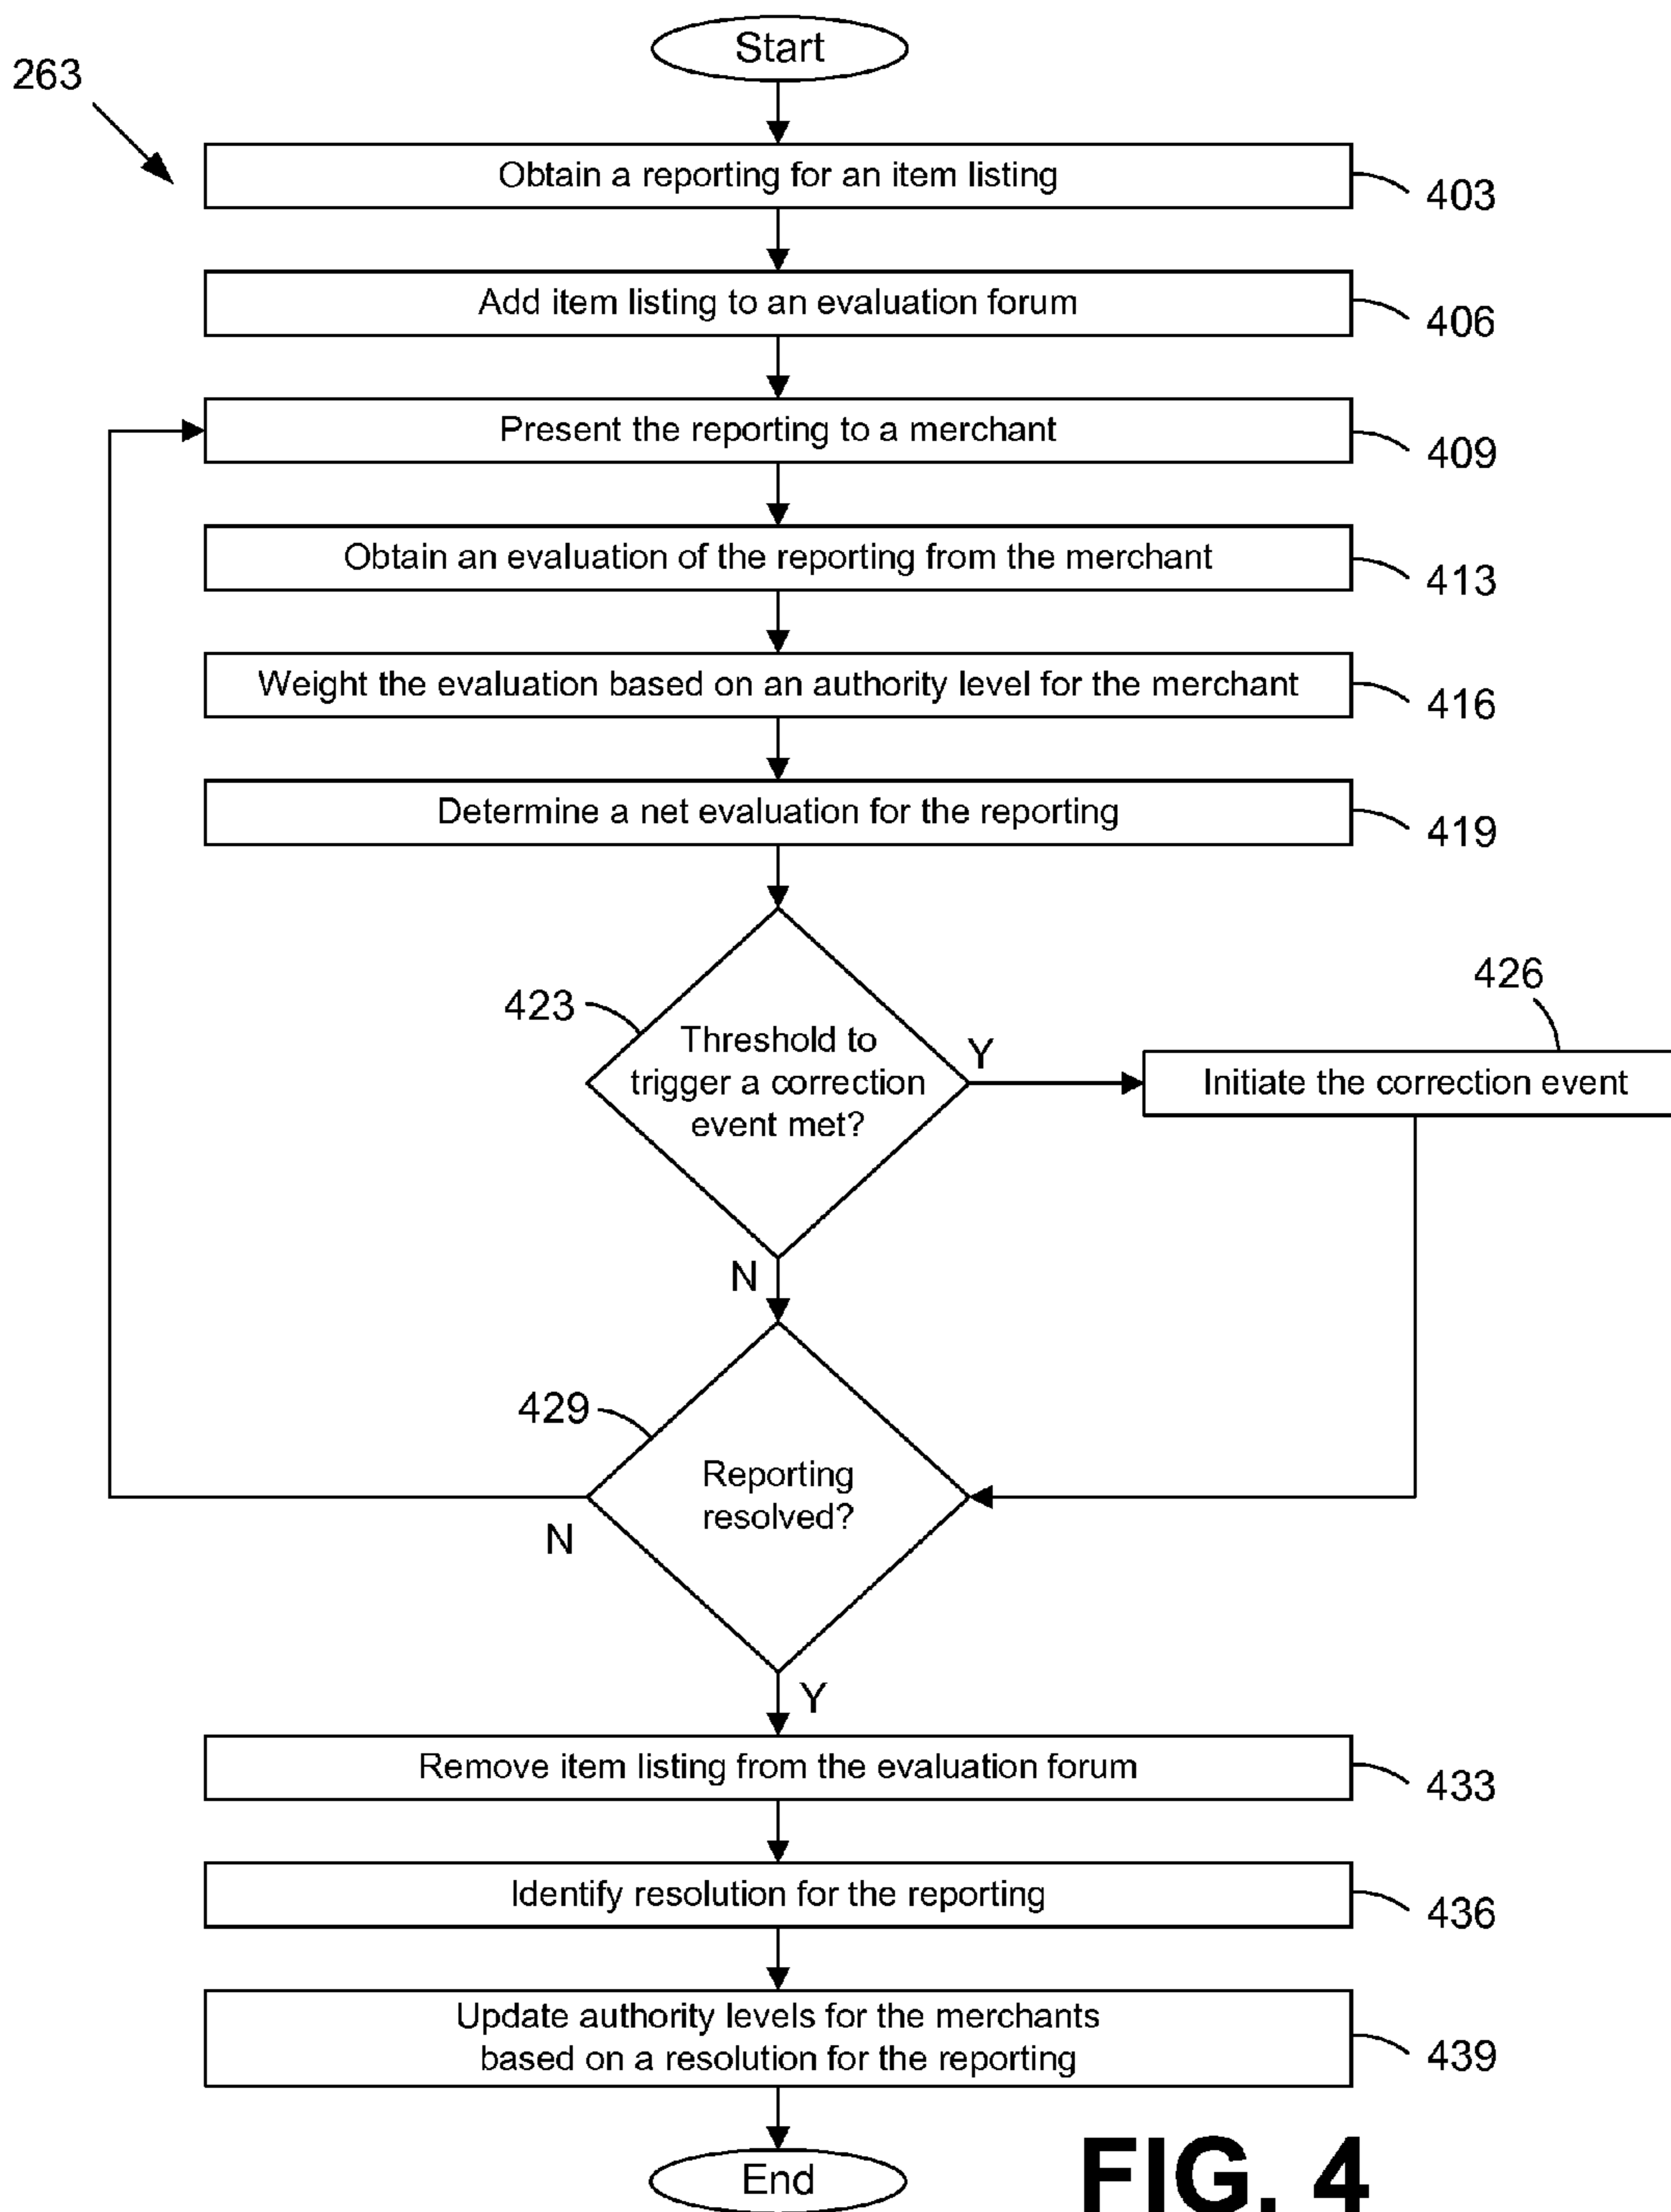 Start
263
Obtain a reporting for an item listing
403
Add item listing to an evaluation forum
406
Present the reporting to a merchant
409
Obtain an evaluation of the reporting from the merchant
413
Weight the evaluation based on an authority level for the merchant
416
Determine a net evaluation for the reporting
419
423
Threshold to
trigger a correction
event met?
Y
426
Initiate the correction event
N
429
Reporting
resolved?
N
Y
Remove item listing from the evaluation forum
433
Identify resolution for the reporting
436
Update authority levels for the merchants
based on a resolution for the reporting
439
End
FIG. 4